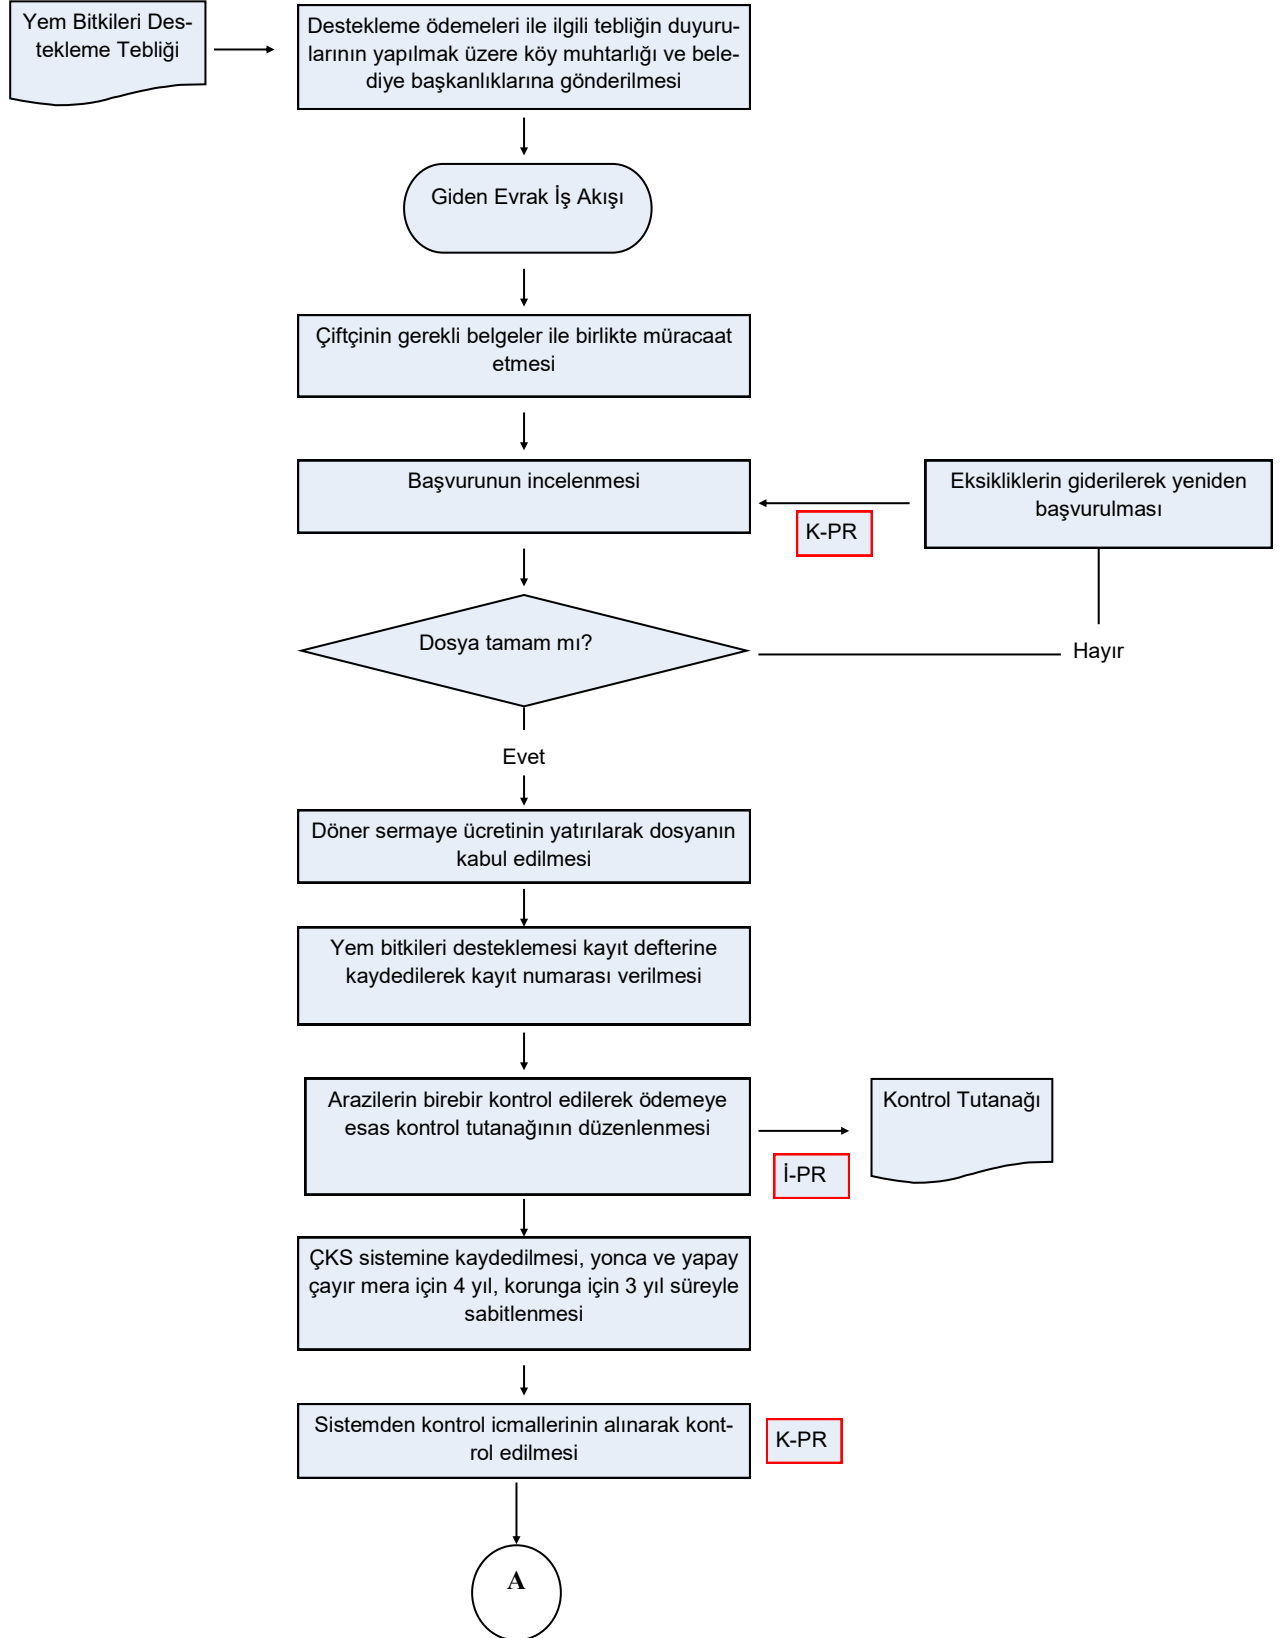 Yem Bitkileri Des-
tekleme Tebliği
Destekleme ödemeleri ile ilgili tebliğin duyuru-
larının yapılmak üzere köy muhtarlığı ve bele-
diye başkanlıklarına gönderilmesi
Giden Evrak İş Akışı
Çiftçinin gerekli belgeler ile birlikte müracaat
etmesi
Başvurunun incelenmesi
Eksikliklerin giderilerek yeniden
başvurulması
K-PR
Dosya tamam mı?
Hayır
Evet
Döner sermaye ücretinin yatırılarak dosyanın
kabul edilmesi
Yem bitkileri desteklemesi kayıt defterine
kaydedilerek kayıt numarası verilmesi
Arazilerin birebir kontrol edilerek ödemeye
esas kontrol tutanağının düzenlenmesi
Kontrol Tutanağı
İ-PR
ÇKS sistemine kaydedilmesi, yonca ve yapay
çayır mera için 4 yıl, korunga için 3 yıl süreyle
sabitlenmesi
Sistemden kontrol icmallerinin alınarak kont-
rol edilmesi
K-PR
A